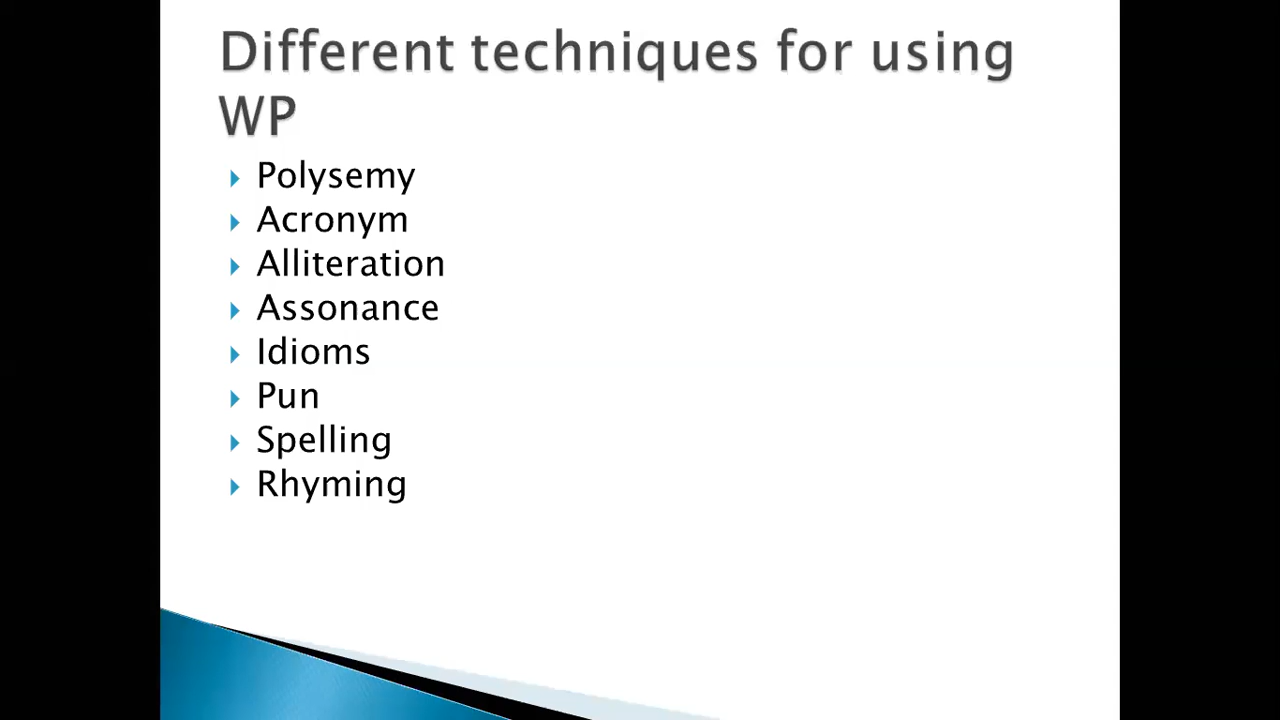 Different techniques for using
WP
Polysemy
Acronym
Alliteration
Assonance
Idioms
Pun
Spelling
Rhyming